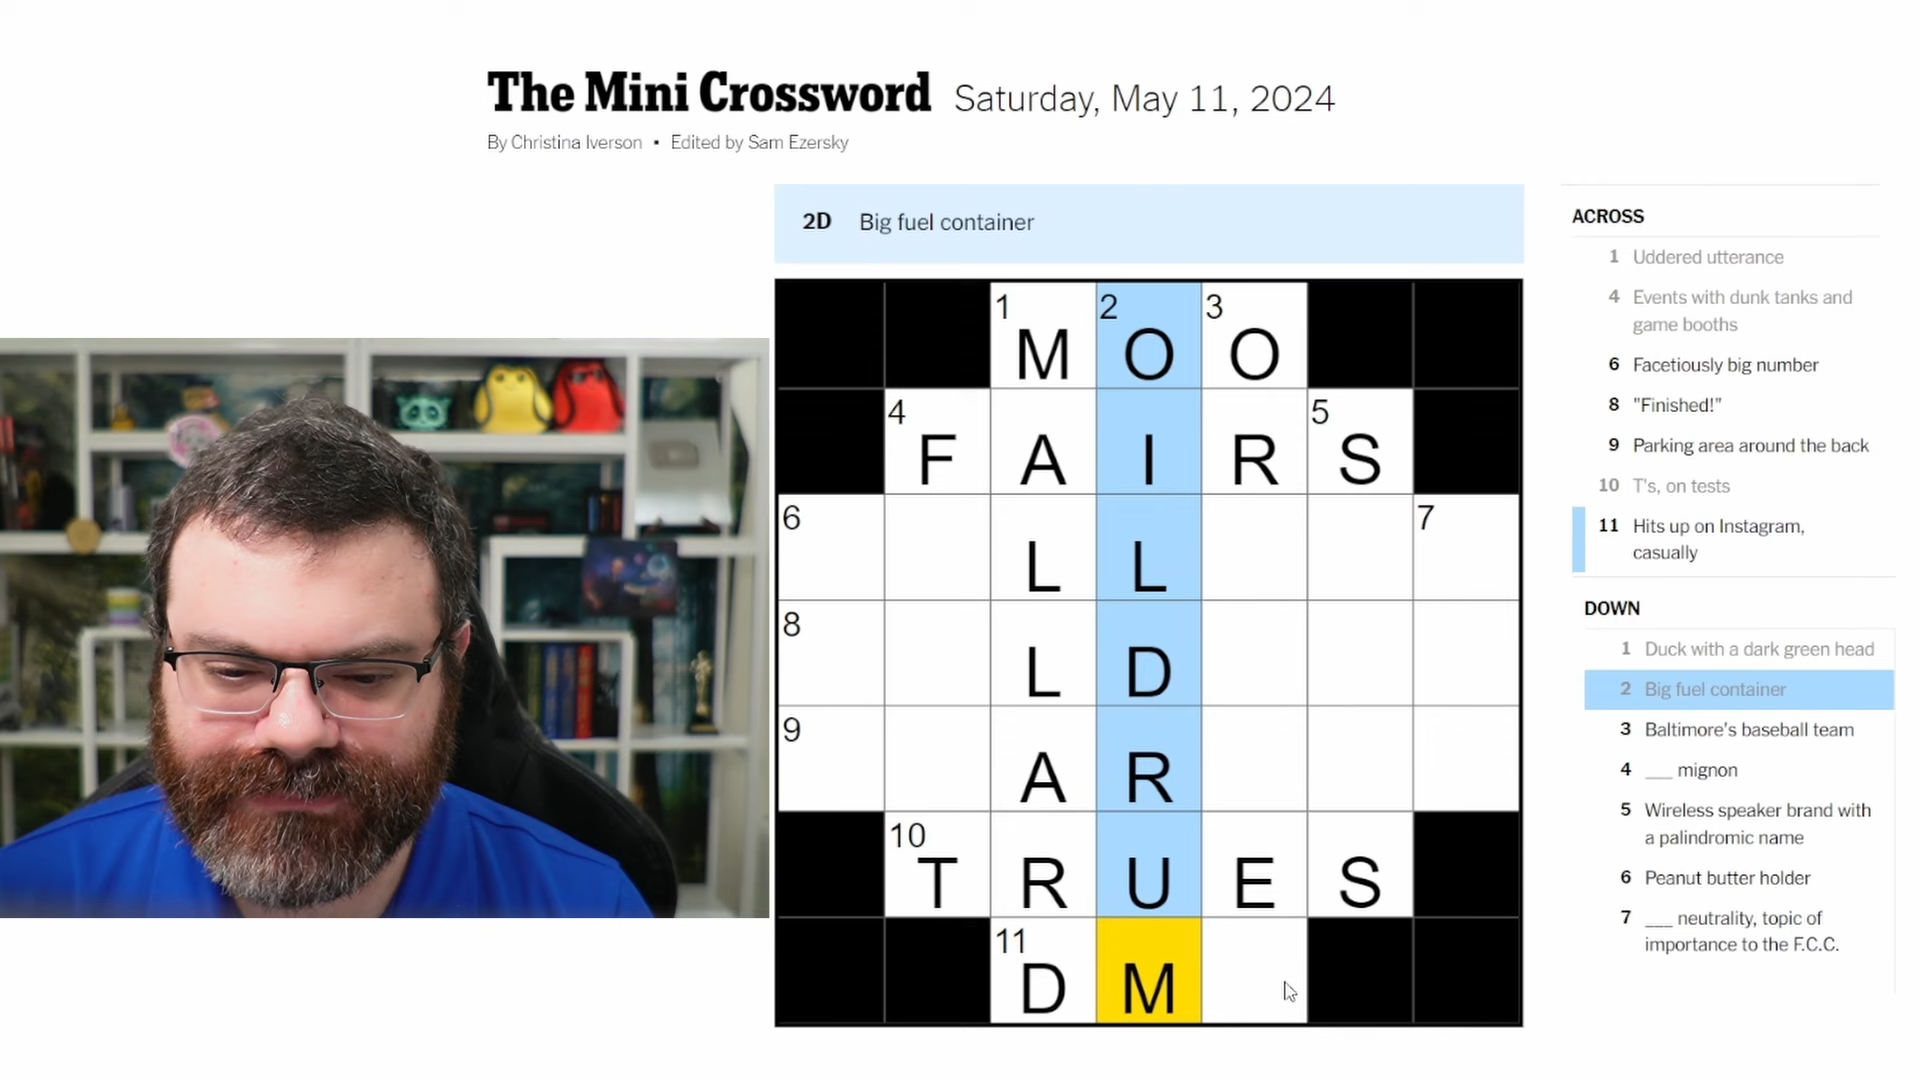 The Mini Crossword Saturday, May 11, 2024
By Christina Iverson • Edited by Sam Ezersky
2D Big fuel container
1 M 2 O 3 O
4 F A I R 5 S
6 L L 7
8 L D
9 A R
10 T R U E S
11 D M
ACROSS
1 Uddered utterance
4 Events with dunk tanks and
game booths
6 Facetiously big number
8 "Finished!"
9 Parking area around the back
10 T's, on tests
11 Hits up on Instagram,
casually
DOWN
1 Duck with a dark green head
2 Big fuel container
3 Baltimore's baseball team
4 ___ mignon
5 Wireless speaker brand with
a palindromic name
6 Peanut butter holder
7 ___ neutrality, topic of
importance to the F.C.C.